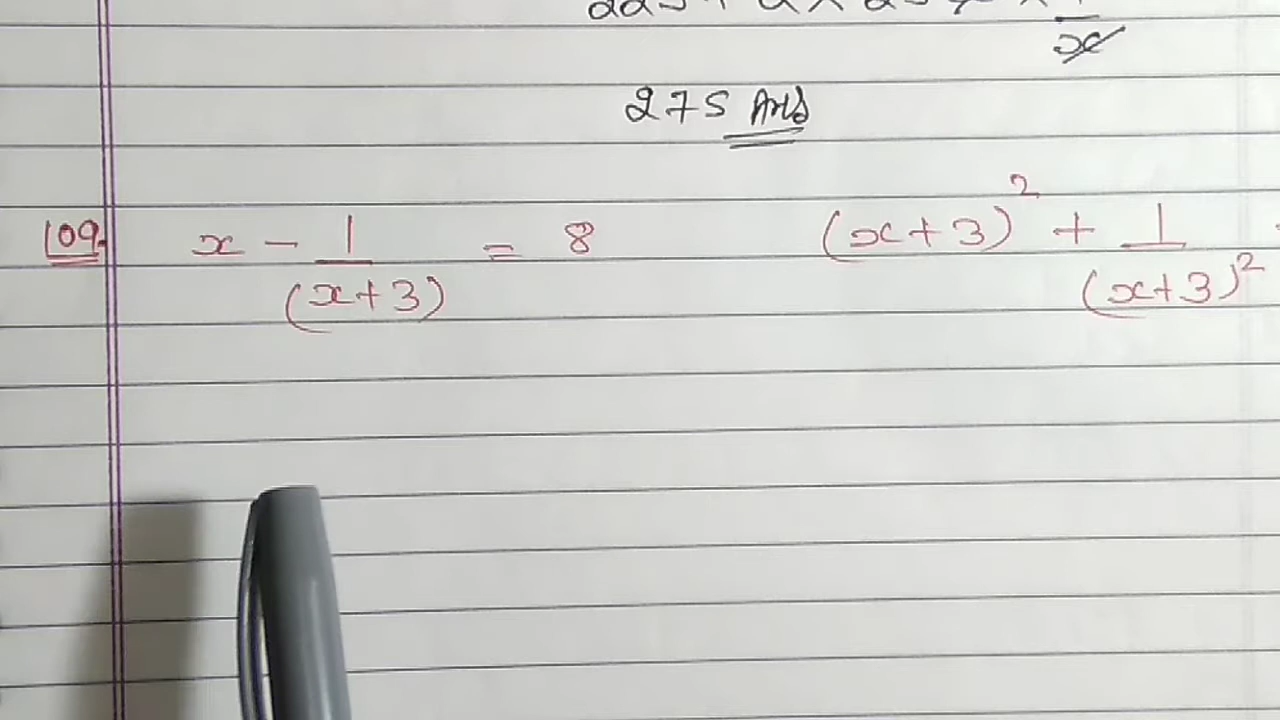 275 Ans
109. x - 1/(x+3) = 8 (x+3)² + 1/(x+3)²